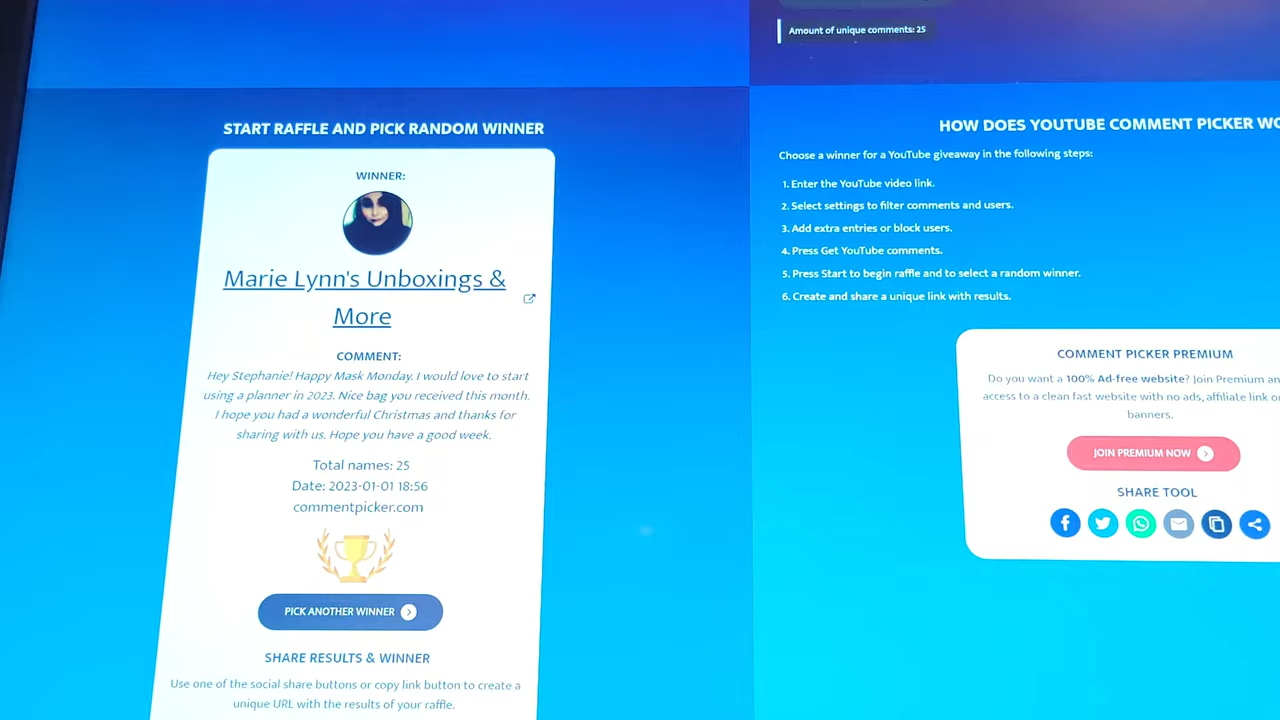 Amount of unique comments: 25
START RAFFLE AND PICK RANDOM WINNER
WINNER:
Marie Lynn's Unboxings &
More
COMMENT:
Hey Stephanie! Happy Mask Monday. I would love to start
using a planner in 2023. Nice bag you received this month.
I hope you had a wonderful Christmas and thanks for
sharing with us. Hope you have a good week.
Total names: 25
Date: 2023-01-01 18:56
commentpicker.com
PICK ANOTHER WINNER
SHARE RESULTS & WINNER
Use one of the social share buttons or copy link button to create a
unique URL with the results of your raffle.
HOW DOES YOUTUBE COMMENT PICKER WO
Choose a winner for a YouTube giveaway in the following steps:
1. Enter the YouTube video link.
2. Select settings to filter comments and users.
3. Add extra entries or block users.
4. Press Get YouTube comments.
5. Press Start to begin raffle and to select a random winner.
6. Create and share a unique link with results.
COMMENT PICKER PREMIUM
Do you want a 100% Ad-free website? Join Premium an
access to a clean fast website with no ads, affiliate link o
banners.
JOIN PREMIUM NOW
SHARE TOOL